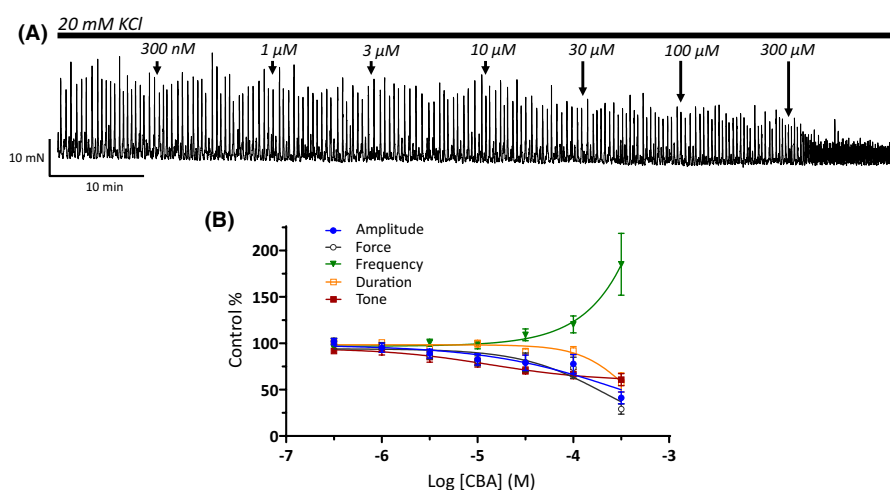 (A)
20 mM KCl
300 nM 1 µM 3 µM 10 µM 30 µM 100 µM 300 µM
10 mN
10 min
(B)
Amplitude
Force
Frequency
Duration
Tone
Control %
200
150
100
50
0
-7 -6 -5 -4 -3
Log [CBA] (M)